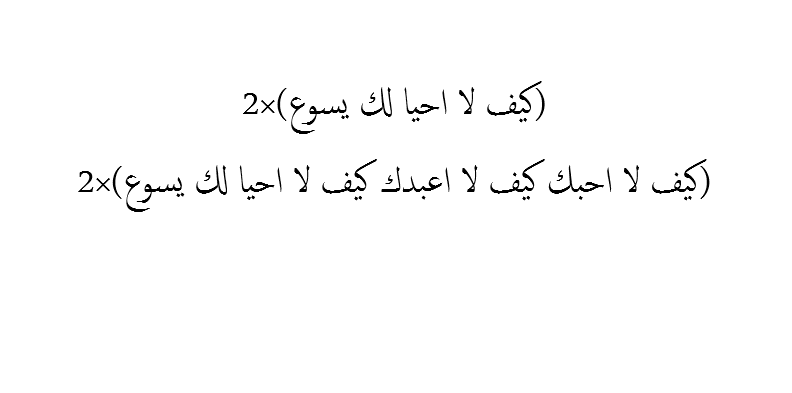 (كيف لا احيا لك يسوع)×2
(كيف لا احبك كيف لا اعبدك كيف لا احيا لك يسوع)×2